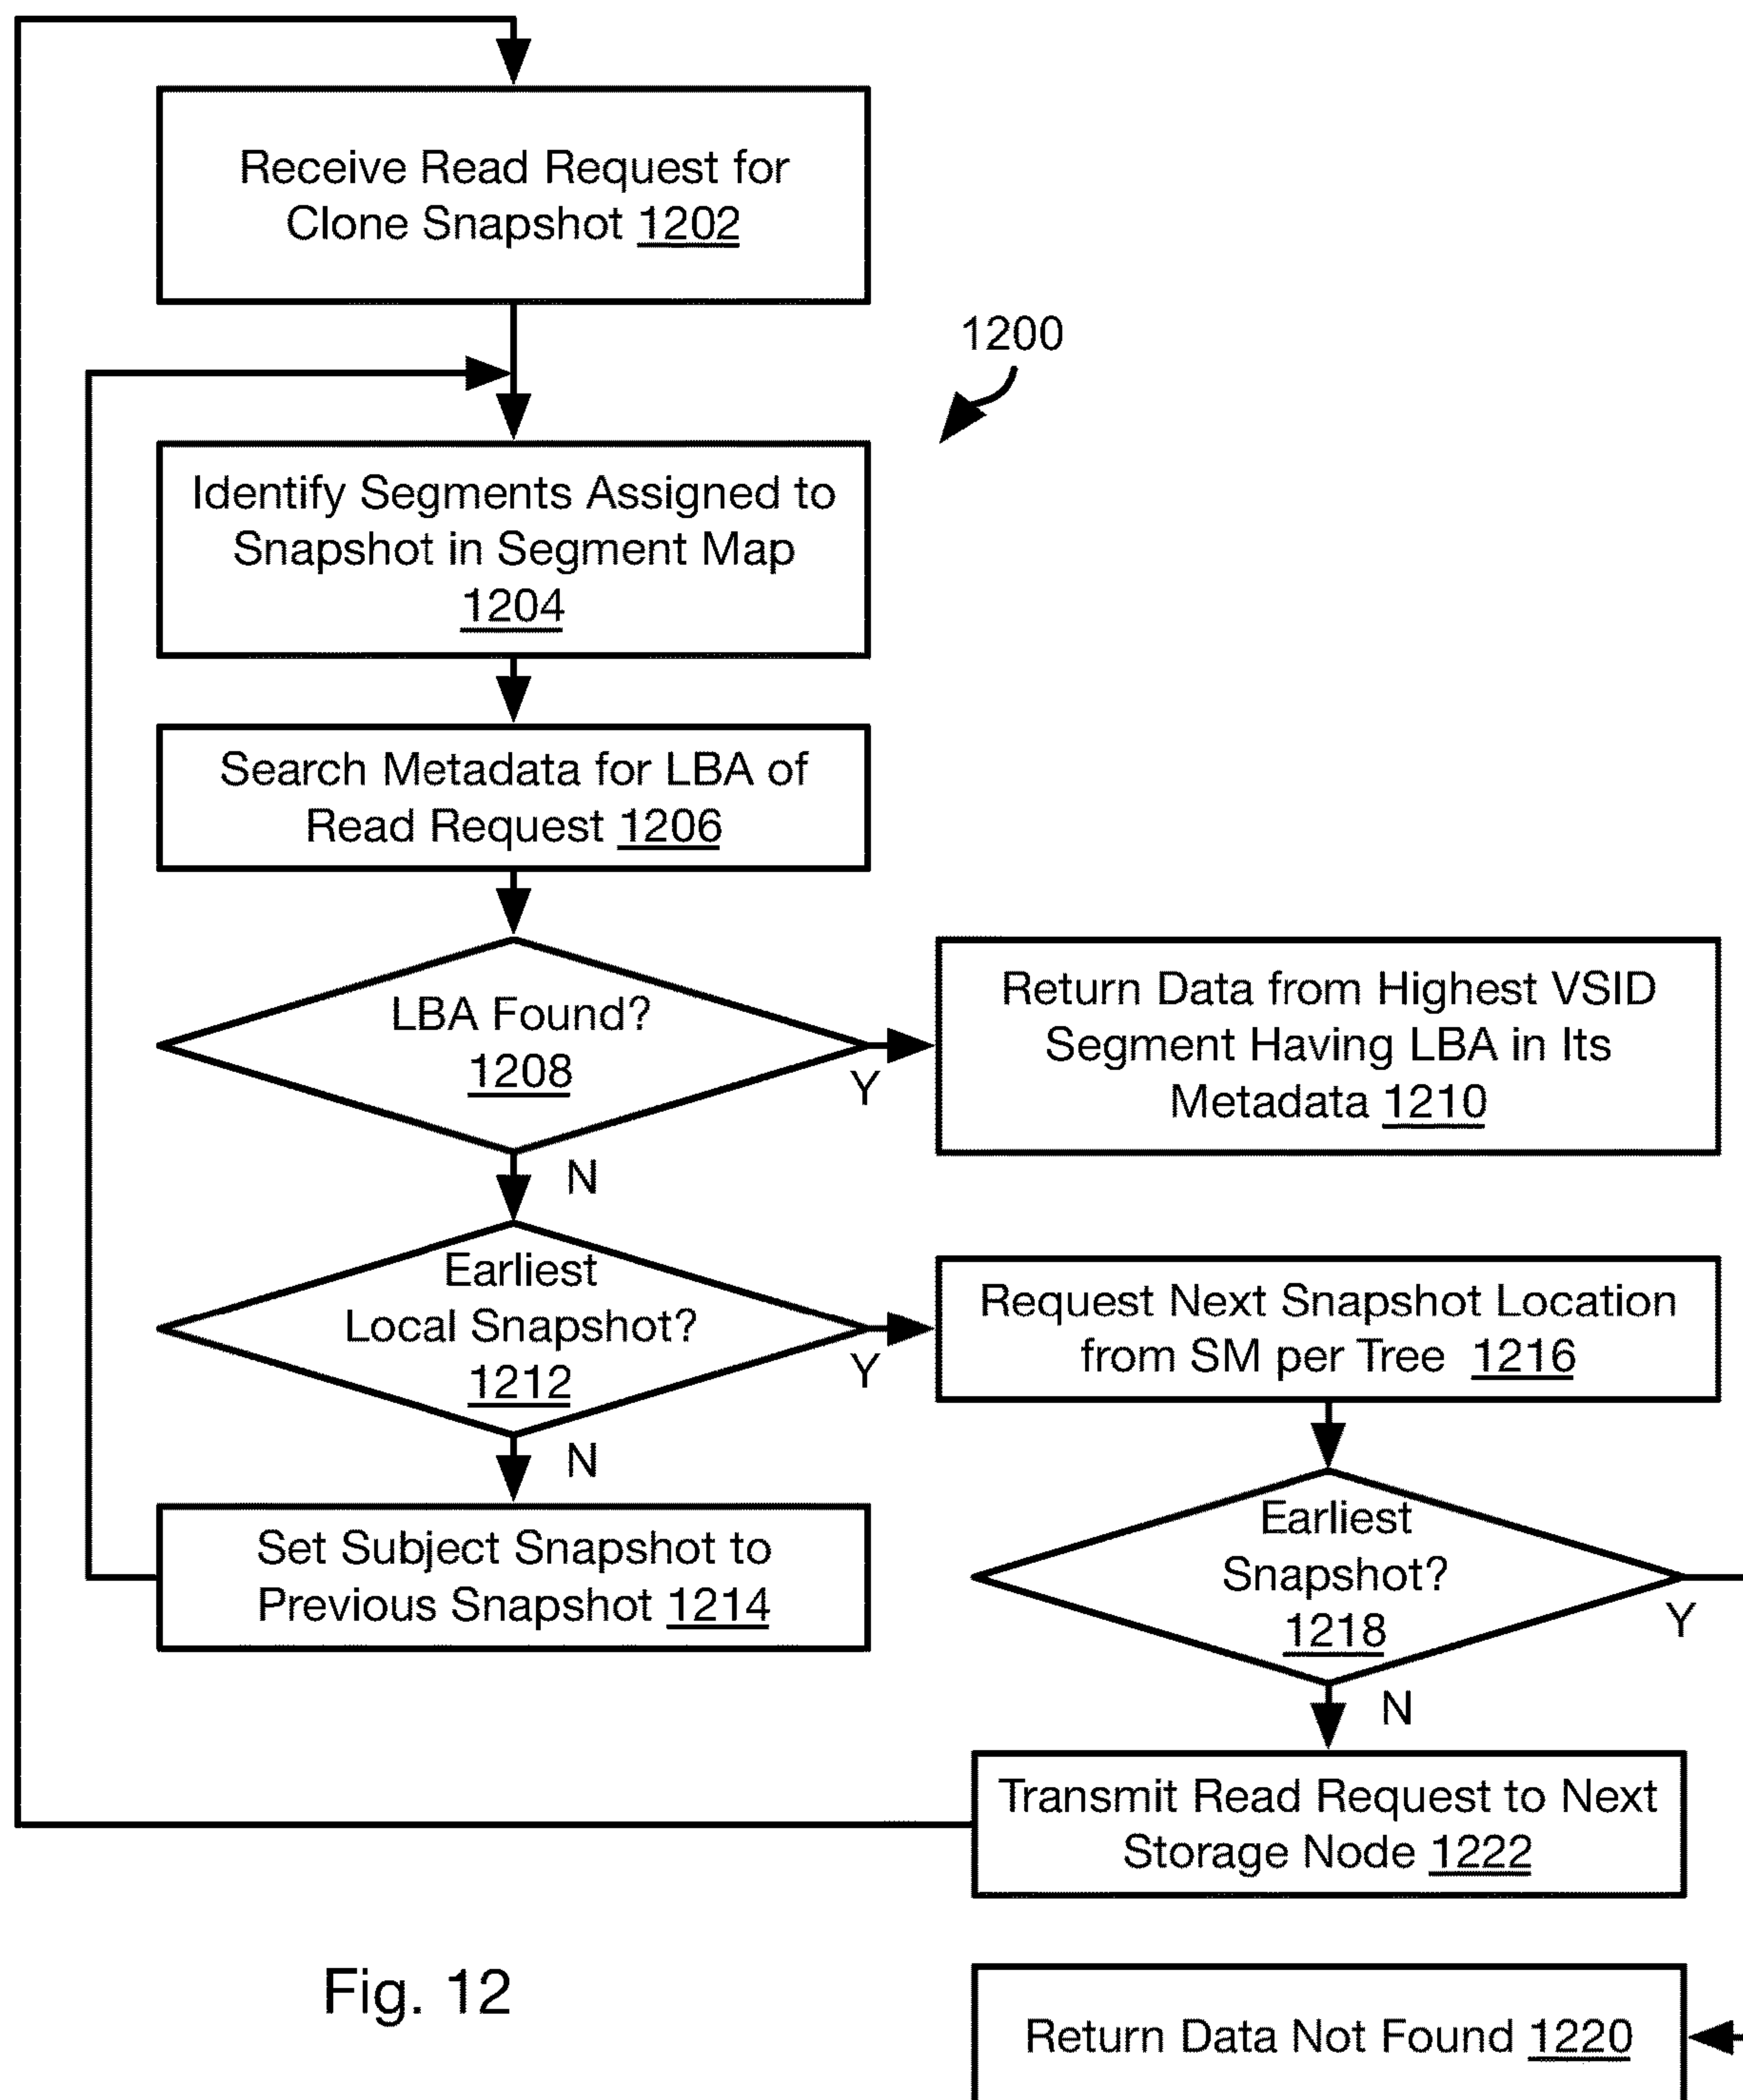 Receive Read Request for
Clone Snapshot 1202
1200
Identify Segments Assigned to
Snapshot in Segment Map
1204
Search Metadata for LBA of
Read Request 1206
LBA Found?
1208
Y
N
Return Data from Highest VSID
Segment Having LBA in Its
Metadata 1210
Earliest
Local Snapshot?
1212
Y
N
Request Next Snapshot Location
from SM per Tree 1216
Set Subject Snapshot to
Previous Snapshot 1214
Earliest
Snapshot?
1218
Y
N
Transmit Read Request to Next
Storage Node 1222
Return Data Not Found 1220
Fig. 12